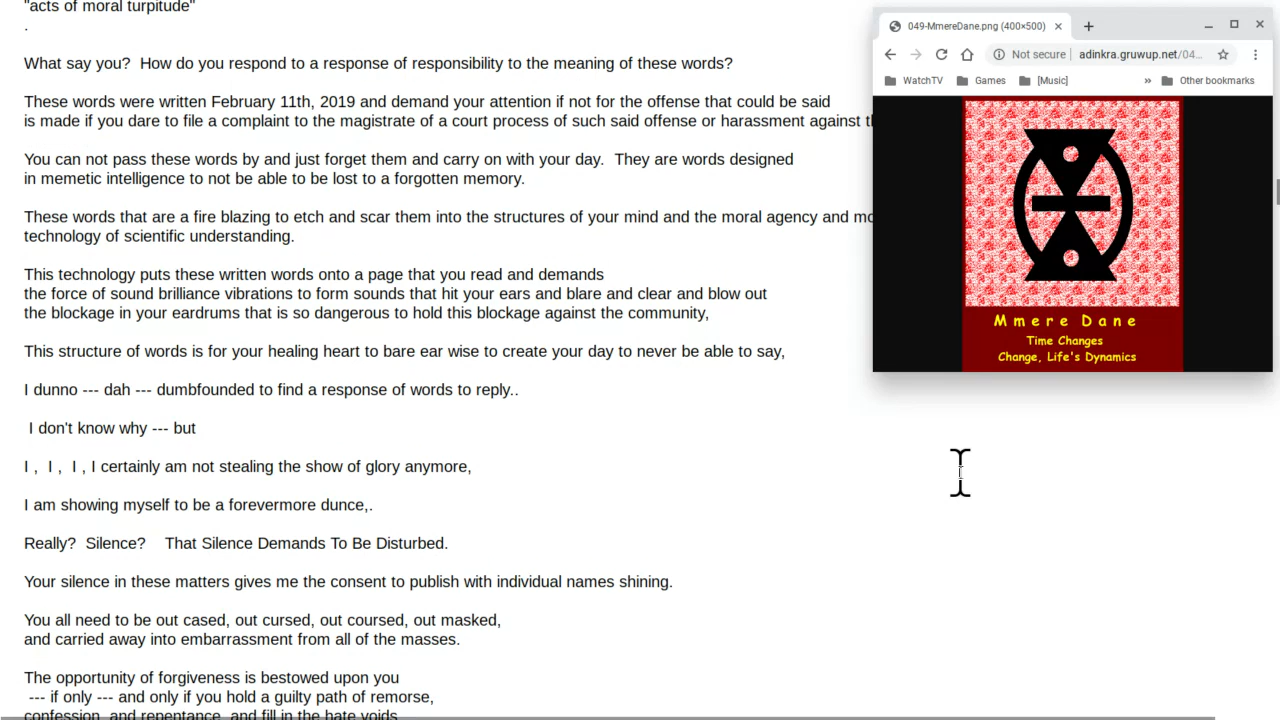 "acts of moral turpitude"
.
What say you?  How do you respond to a response of responsibility to the meaning of these words?
These words were written February 11th, 2019 and demand your attention if not for the offense that could be said
is made if you dare to file a complaint to the magistrate of a court process of such said offense or harassment against
You can not pass these words by and just forget them and carry on with your day.  They are words designed
in memetic intelligence to not be able to be lost to a forgotten memory.
These words that are a fire blazing to etch and scar them into the structures of your mind and the moral agency and
technology of scientific understanding.
This technology puts these written words onto a page that you read and demands
the force of sound brilliance vibrations to form sounds that hit your ears and blare and clear and blow out
the blockage in your eardrums that is so dangerous to hold this blockage against the community,
This structure of words is for your healing heart to bare ear wise to create your day to never be able to say,
I dunno --- dah --- dumbfounded to find a response of words to reply..
I don't know why --- but
I ,  I ,  I , I certainly am not stealing the show of glory anymore,
I am showing myself to be a forevermore dunce,.
Really?  Silence?    That Silence Demands To Be Disturbed.
Your silence in these matters gives me the consent to publish with individual names shining.
You all need to be out cased, out cursed, out coursed, out masked,
and carried away into embarrassment from all of the masses.
The opportunity of forgiveness is bestowed upon you
--- if only --- and only if you hold a guilty path of remorse,
confession, and repentance, and fill in the hate voids
049-MmereDane.png (400×500)
Not secure | adinkra.gruwup.net/04...
WatchTV Games [Music] » Other bookmarks
Mmere Dane
Time Changes
Change, Life's Dynamics